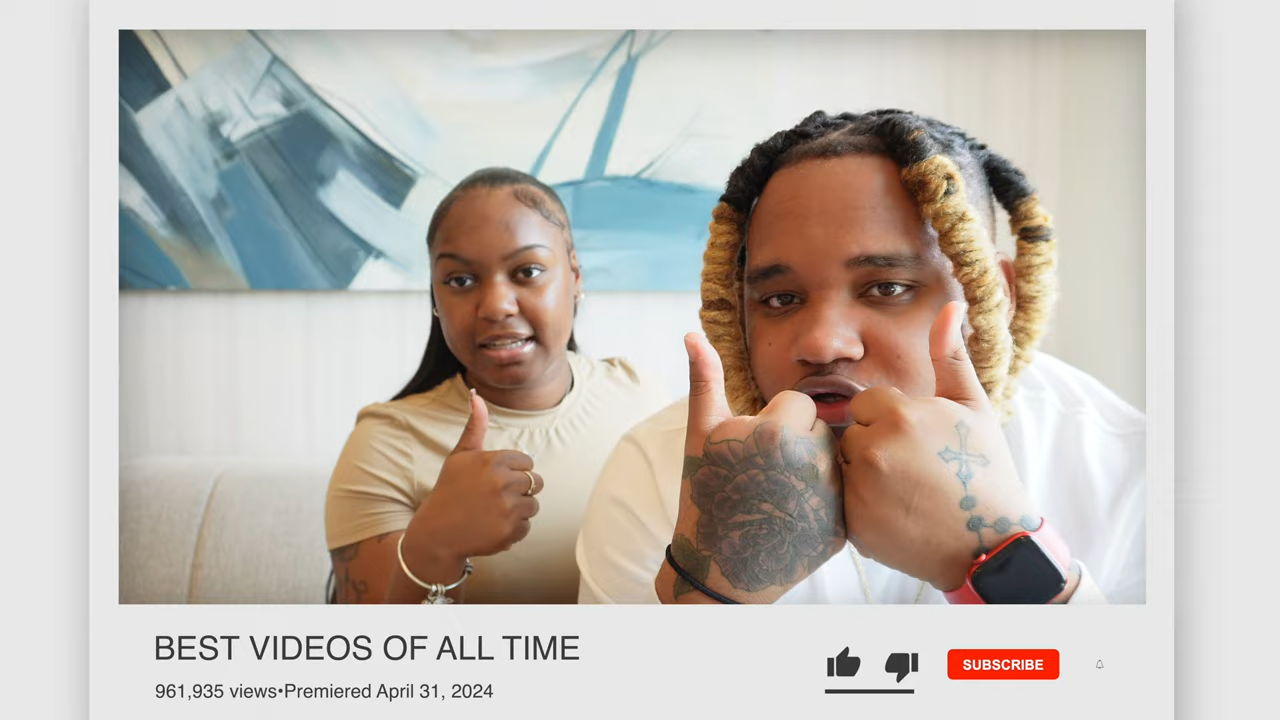 BEST VIDEOS OF ALL TIME
961,935 views•Premiered April 31, 2024
SUBSCRIBE